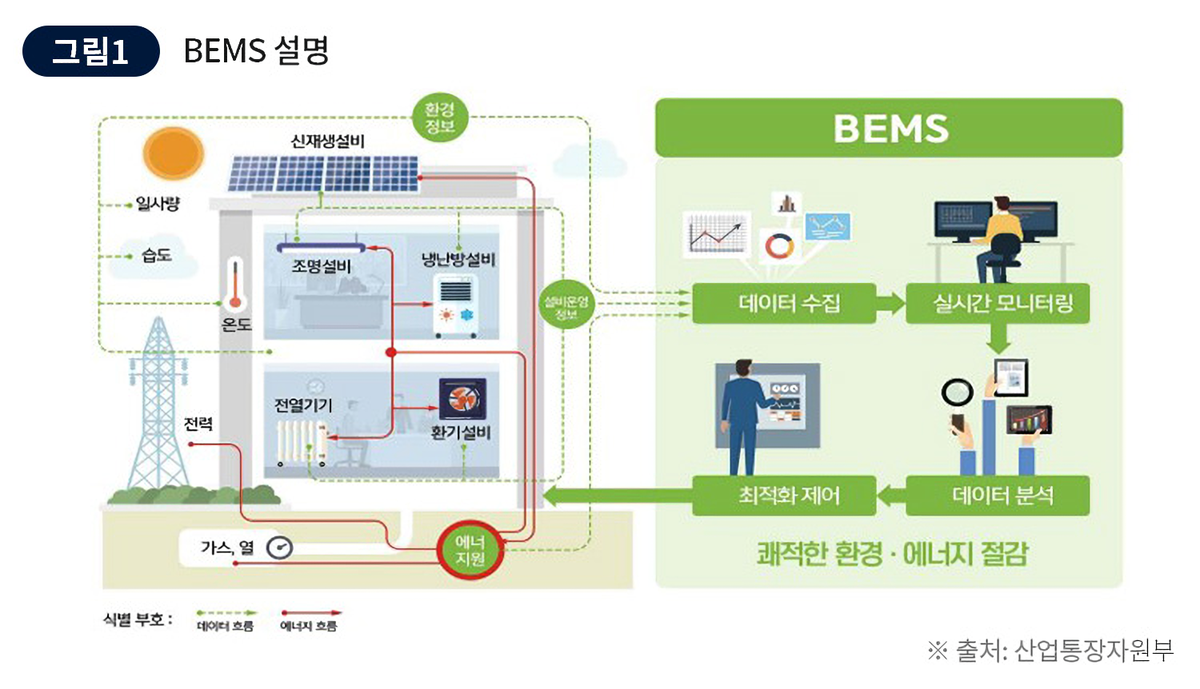 그림1 BEMS 설명
환경
정보
BEMS
신재생설비
일사량
습도
온도
조명설비
냉난방설비
설비운영
정보
전열기기
환기설비
전력
가스, 열
에너
지원
데이터 수집
실시간 모니터링
최적화 제어
데이터 분석
쾌적한 환경 · 에너지 절감
식별 부호 :
데이터 흐름
에너지 흐름
※ 출처: 산업통장자원부